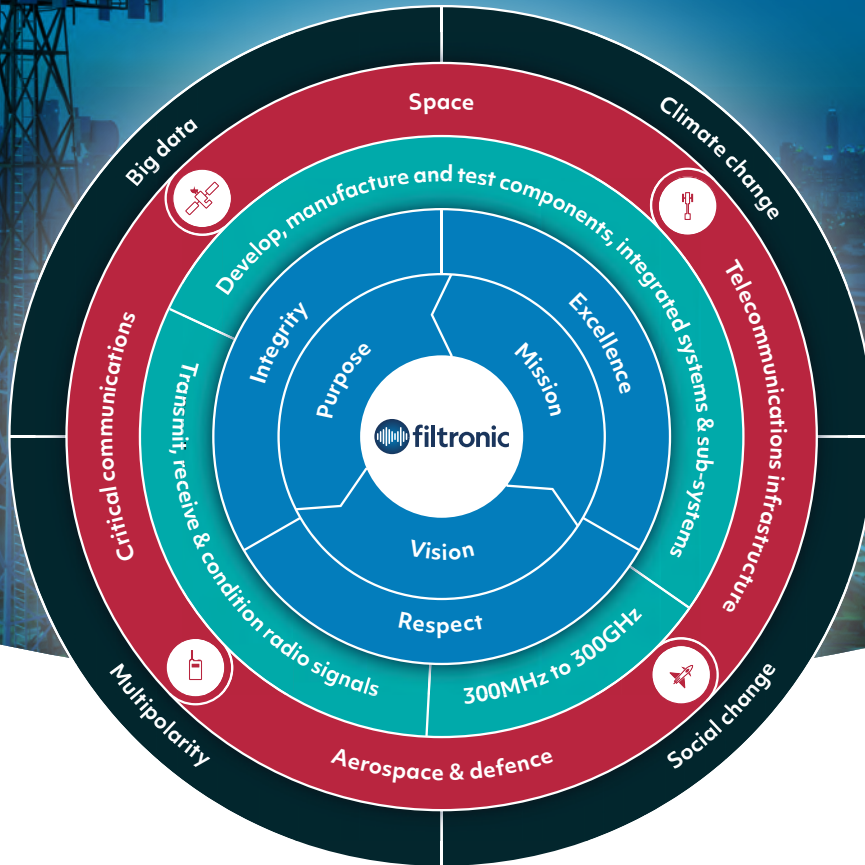 Big data
Climate change
Social change
Multipolarity
Space
Telecommunications infrastructure
Aerospace & defence
Critical communications
Develop, manufacture and test components, integrated systems & sub-systems
300MHz to 300GHz
Transmit, receive & condition radio signals
Integrity
Excellence
Respect
Purpose
Mission
Vision
filtronic